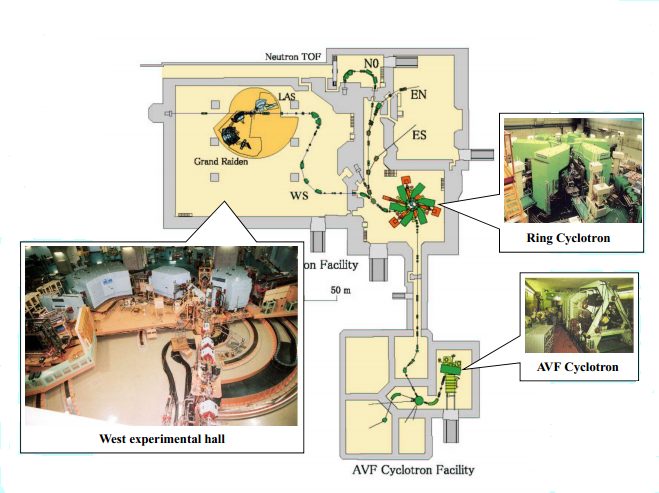 Neutron TOF
N0
LAS
EN
ES
Grand Raiden
WS
Ring Cyclotron
on Facility
50 m
AVF Cyclotron
West experimental hall
AVF Cyclotron Facility